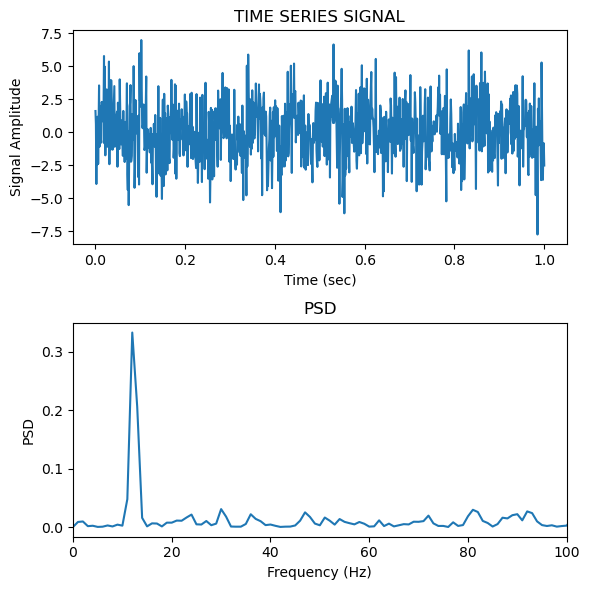 TIME SERIES SIGNAL
7.5
5.0
2.5
0.0
−2.5
−5.0
−7.5
Signal Amplitude
0.0 0.2 0.4 0.6 0.8 1.0
Time (sec)
PSD
0.3
0.2
0.1
0.0
PSD
0 20 40 60 80 100
Frequency (Hz)